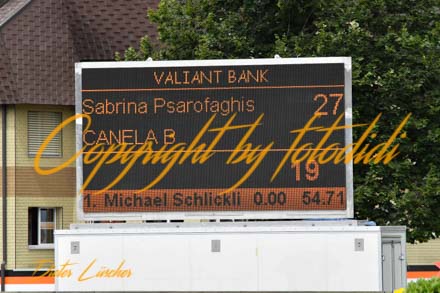 VALIANT BANK
Sabrina Psarofaghis 27
CANELA B
19
1. Michael Schlickli 0.00 54.71
Copyright by fotodidi
Dieter Lüscher